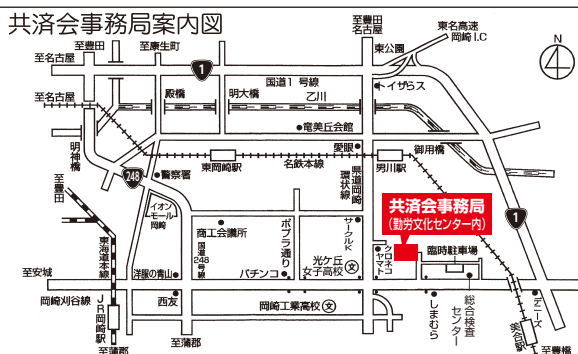 共済会事務局案内図
至豊田
至康生町
至豊田
名古屋
東名高速
岡崎I.C
N
至名古屋
1
東公園
国道1号線
トイザらス
至名古屋
殿橋
明大橋
乙川
竜美丘会館
明神橋
愛眼
御用橋
248
東岡崎駅
名鉄本線
男川駅
至豊田
警察署
県道岡崎
環状線
イオン
モール
岡崎
共済会事務局
(勤労文化センター内)
1
東海道本線
商工会議所
ポプラ通り
サークルK
国道248号線
光ケ丘
女子高校
文
クロネコ
ヤマト
臨時駐車場
至安城
洋服の青山
パチンコ
岡崎刈谷線
JR岡崎駅
西友
岡崎工業高校
文
しまむら
総合検査
センター
デニーズ
美合駅
至蒲郡
至蒲郡
至豊橋